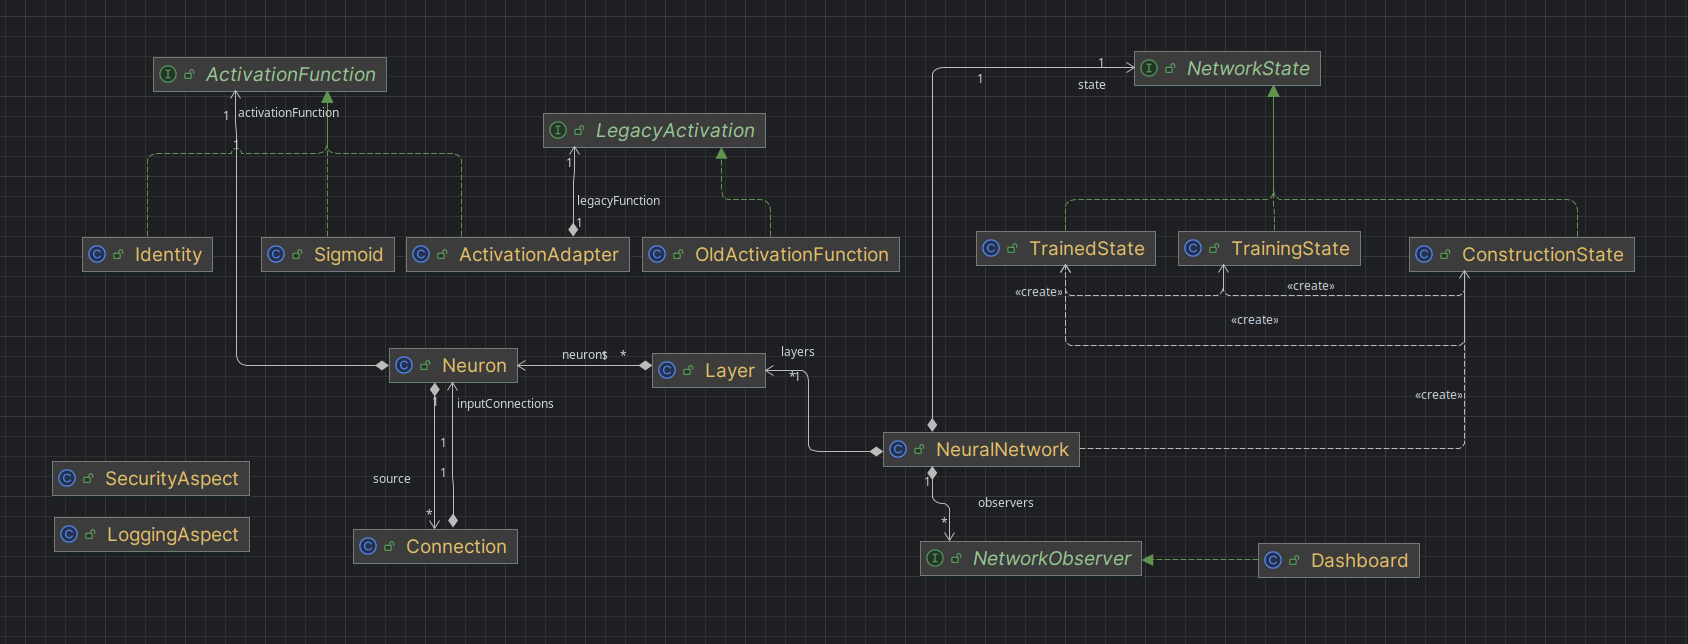 I ActivationFunction
1 activationFunction
1
I NetworkState
1
1
state
I LegacyActivation
1
legacyFunction
1
C Identity
C Sigmoid
C ActivationAdapter
C OldActivationFunction
C TrainedState
C TrainingState
C ConstructionState
«create»
«create»
«create»
«create»
C Neuron
neurons
*
C Layer
layers
*1
1
inputConnections
1
1
source
*
C NeuralNetwork
1
observers
*
C SecurityAspect
C LoggingAspect
C Connection
I NetworkObserver
C Dashboard